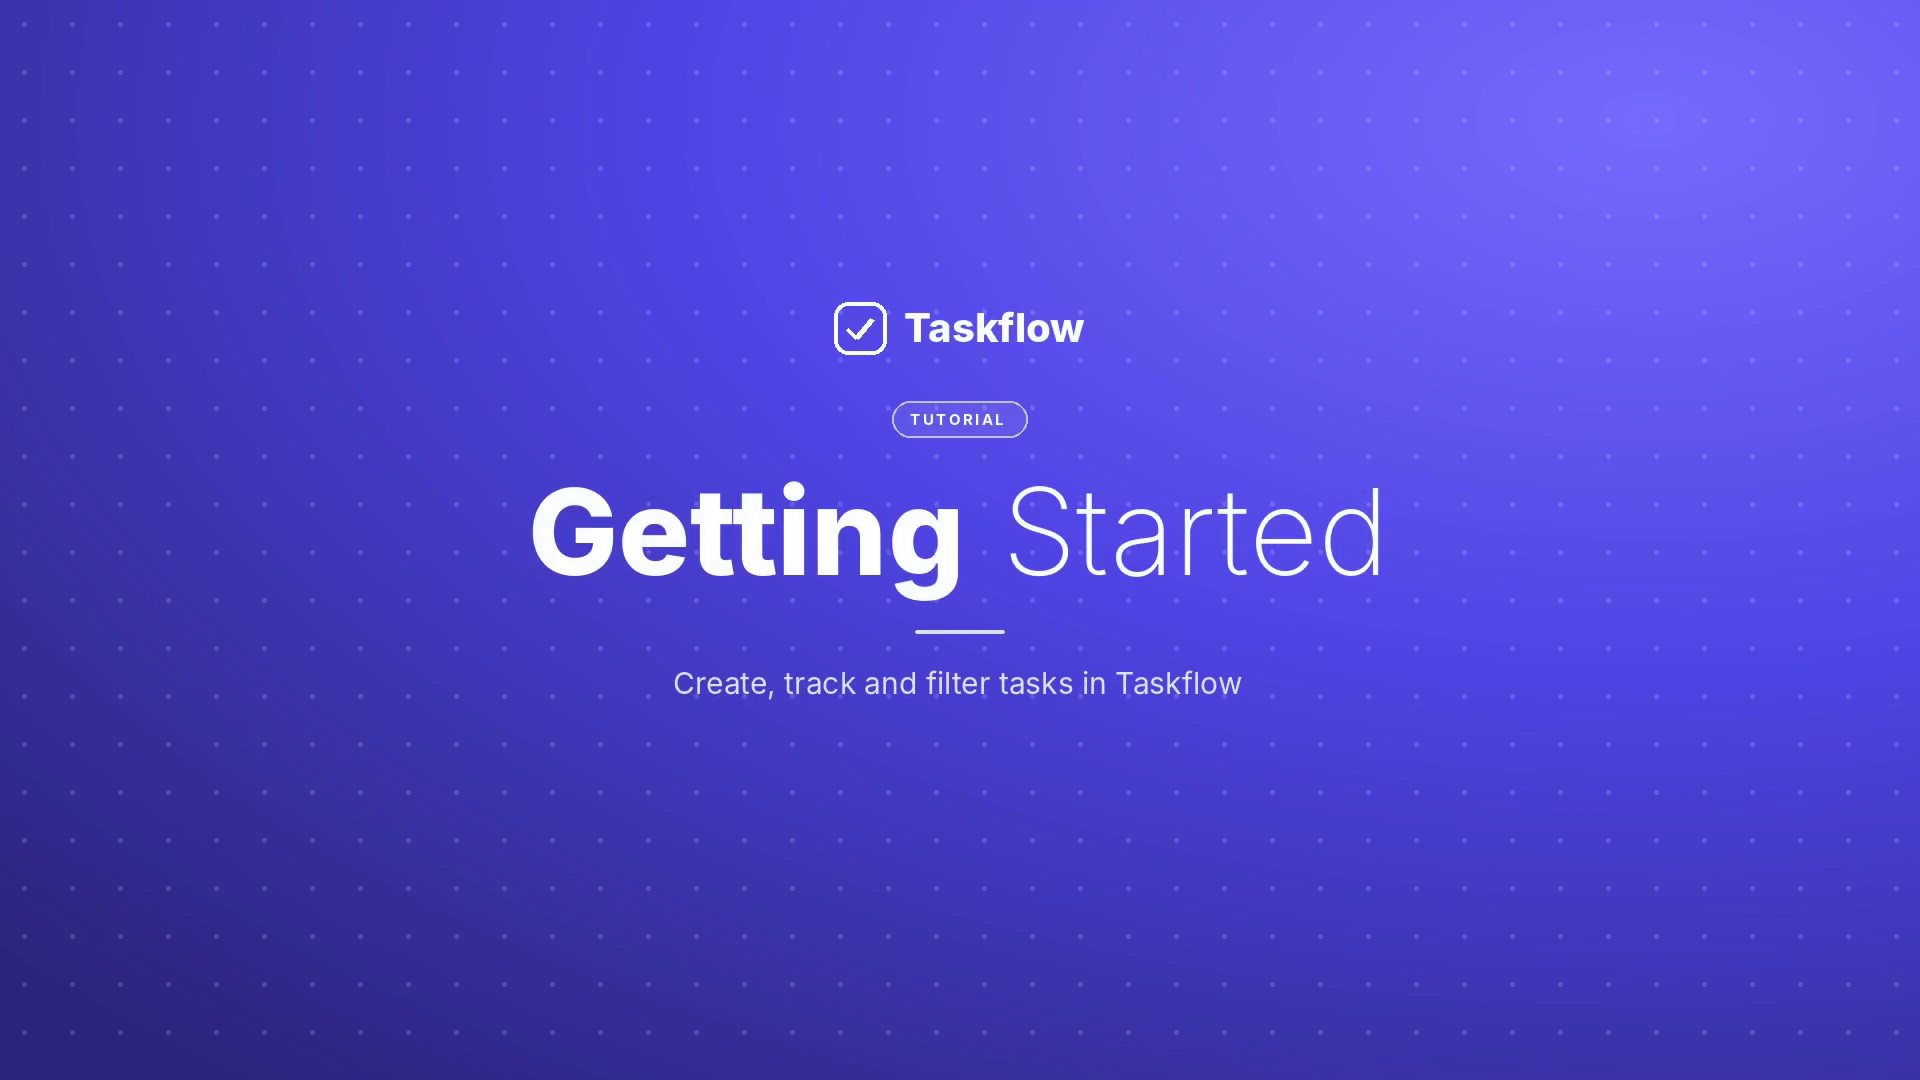 Taskflow
TUTORIAL
Getting Started
Create, track and filter tasks in Taskflow